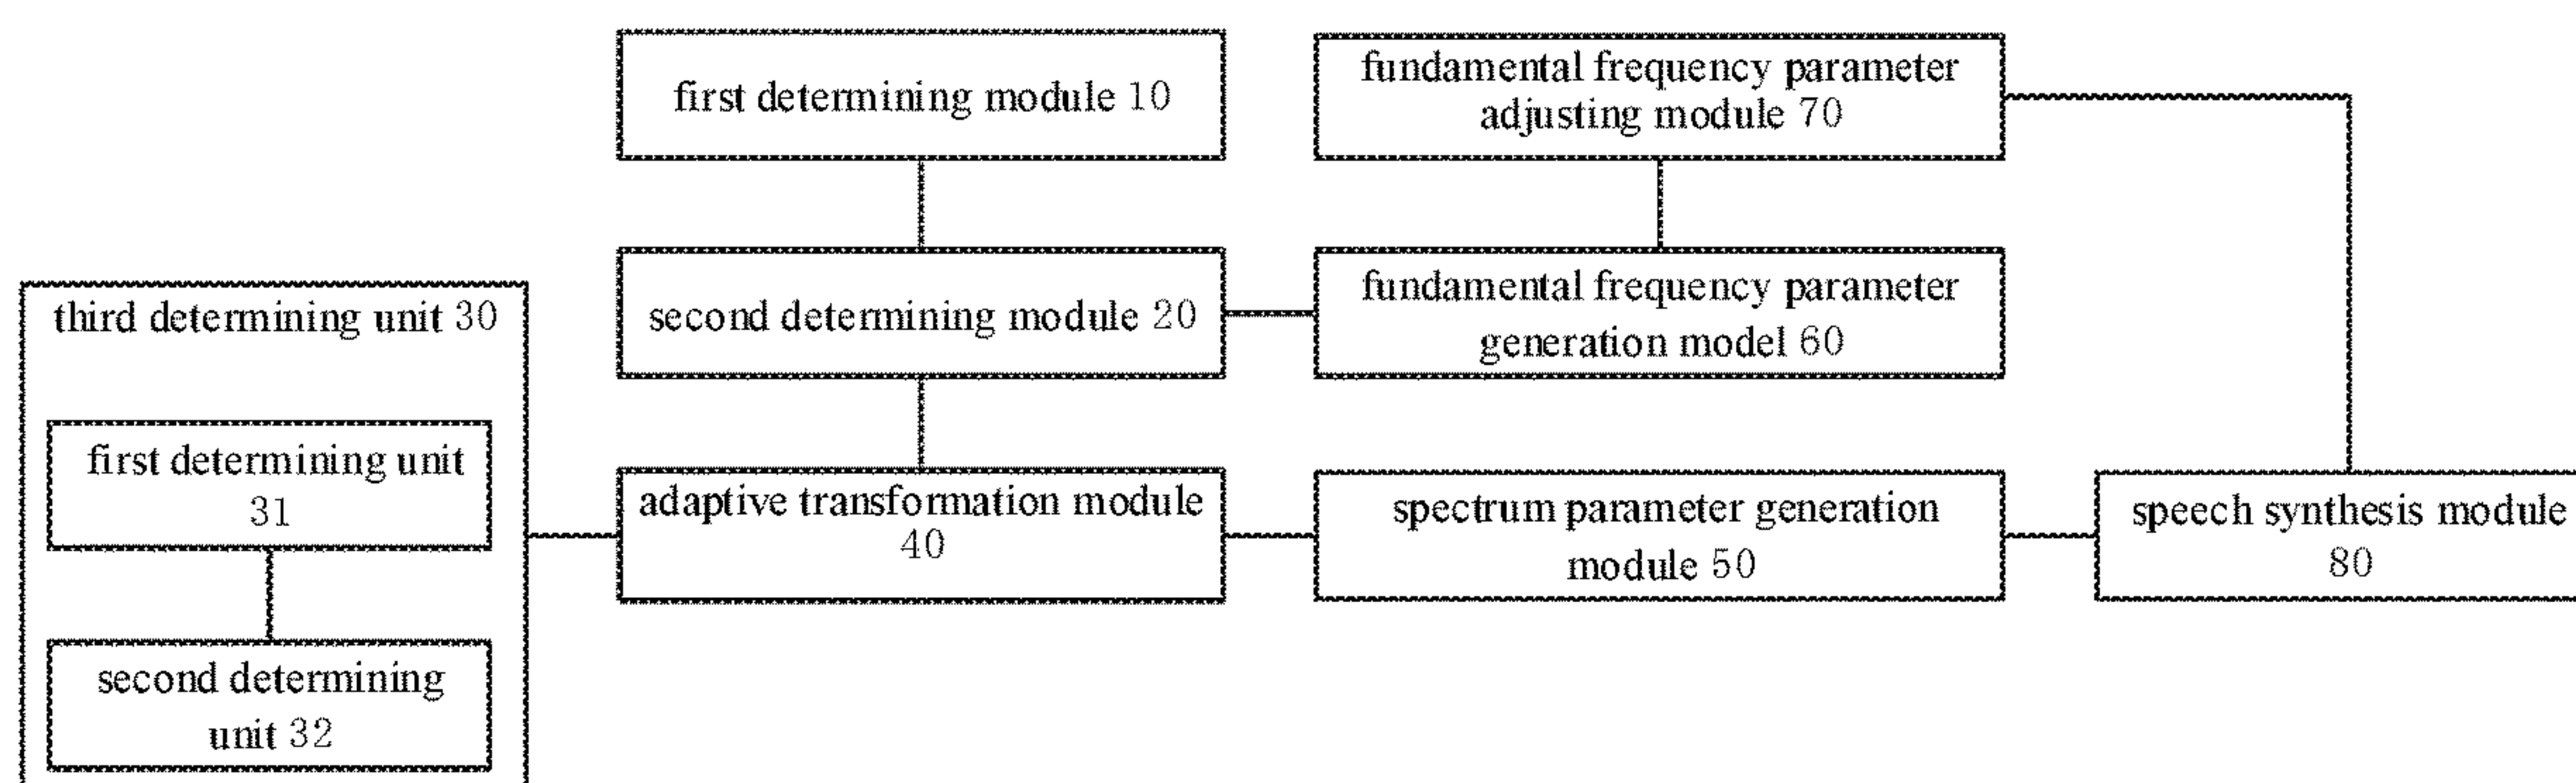 first determining module 10
fundamental frequency parameter
adjusting module 70
second determining module 20
fundamental frequency parameter
generation model 60
third determining unit 30
first determining unit
31
second determining
unit 32
adaptive transformation module
40
spectrum parameter generation
module 50
speech synthesis module
80